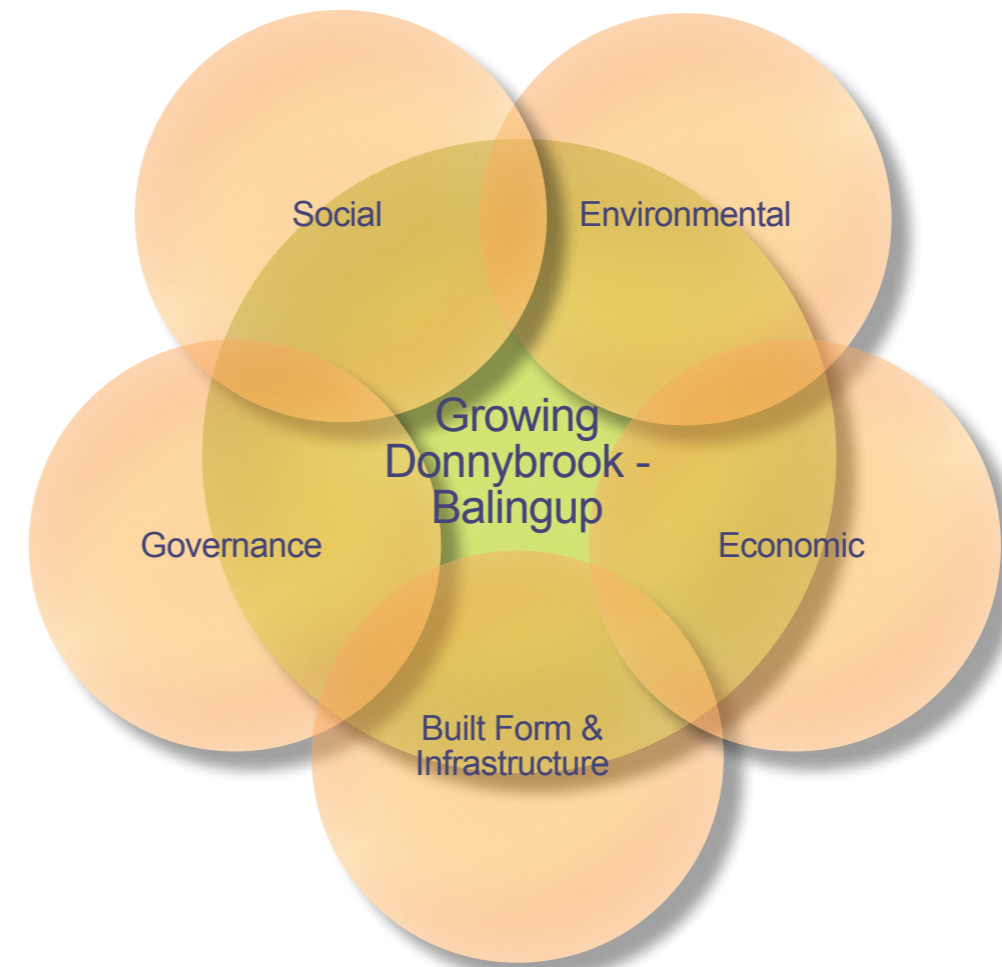 Social
Environmental
Growing
Donnybrook -
Balingup
Governance
Economic
Built Form &
Infrastructure